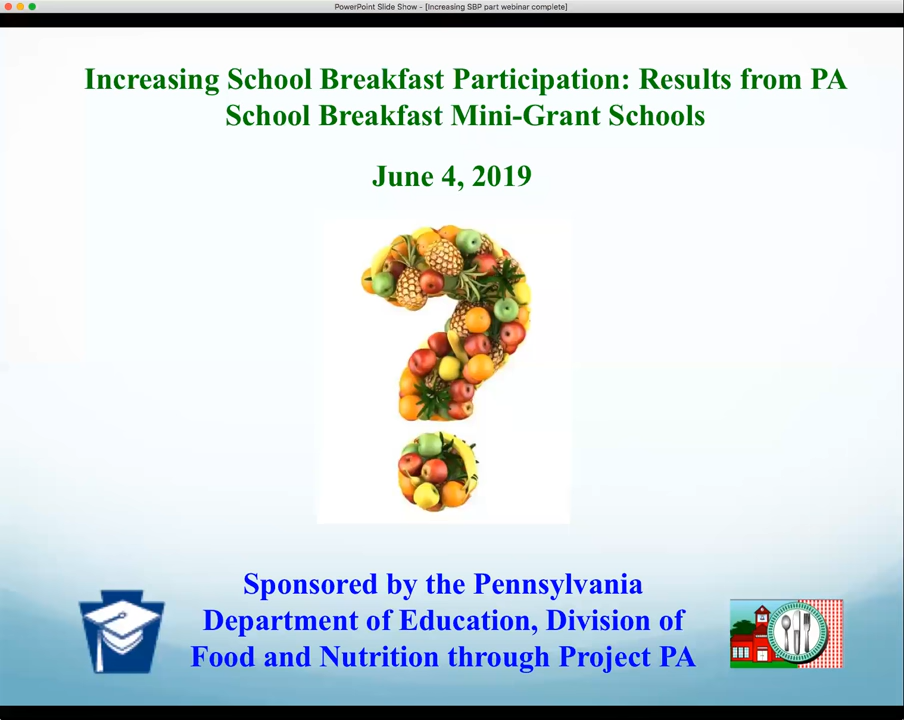 PowerPoint Slide Show - [Increasing SBP part webinar complete]
Increasing School Breakfast Participation: Results from PA
School Breakfast Mini-Grant Schools
June 4, 2019
Sponsored by the Pennsylvania
Department of Education, Division of
Food and Nutrition through Project PA